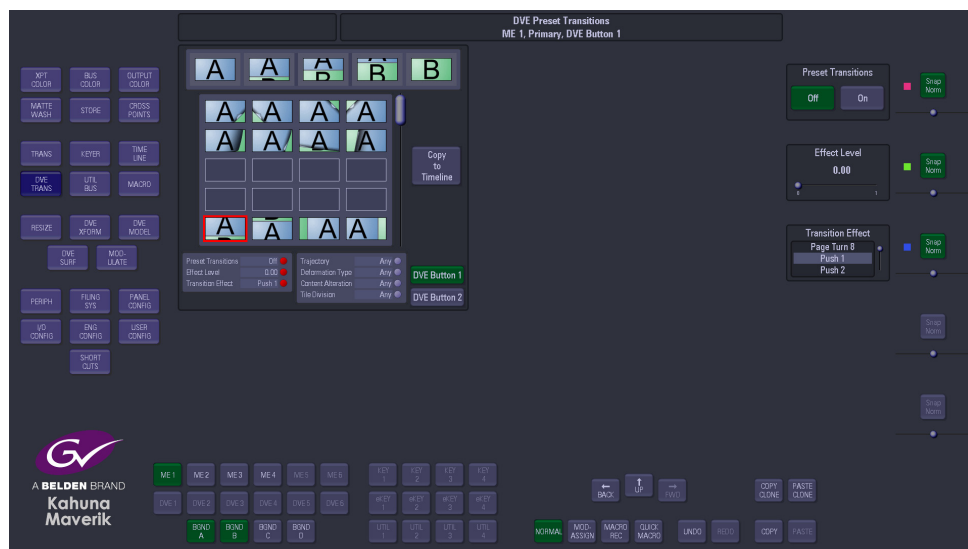 DVE Preset Transitions
ME 1, Primary, DVE Button 1
XPT COLOR
BUS COLOR
OUTPUT COLOR
MATTE WASH
STORE
CROSS POINTS
TRANS
KEYER
TIME LINE
DVE TRANS
UTIL BUS
MACRO
RESIZE
DVE XFORM
DVE MODEL
DVE SURF
MOD- ULATE
PERIPH
FILING SYS
PANEL CONFIG
I/O CONFIG
ENG CONFIG
USER CONFIG
SHORT CUTS
A A A B B
A A A A
A A A A
A A A A
Copy
to
Timeline
Preset Transitions Off
Effect Level 0.00
Transition Effect Push 1
Trajectory Any
Deformation Type Any
Content Alteration Any
Tile Division Any
DVE Button 1
DVE Button 2
Preset Transitions
Off On
Snap Norm
Effect Level
0.00
0 1
Snap Norm
Transition Effect
Page Turn 8
Push 1
Push 2
Snap Norm
Snap Norm
Snap Norm
GV
A BELDEN BRAND
Kahuna
Maverik
ME 1 ME 2 ME 3 ME 4 ME 5 ME 6
DVE 1 DVE 2 DVE 3 DVE 4 DVE 5 DVE 6
BGND A
BGND B
BGND C
BGND D
KEY 1
KEY 2
KEY 3
KEY 4
eKEY 1
eKEY 2
eKEY 3
eKEY 4
UTIL 1
UTIL 2
UTIL 3
UTIL 4
BACK
UP
FWD
COPY CLONE
PASTE CLONE
NORMAL
MOD- ASSIGN
MACRO REC
QUICK MACRO
UNDO
REDO
COPY
PASTE